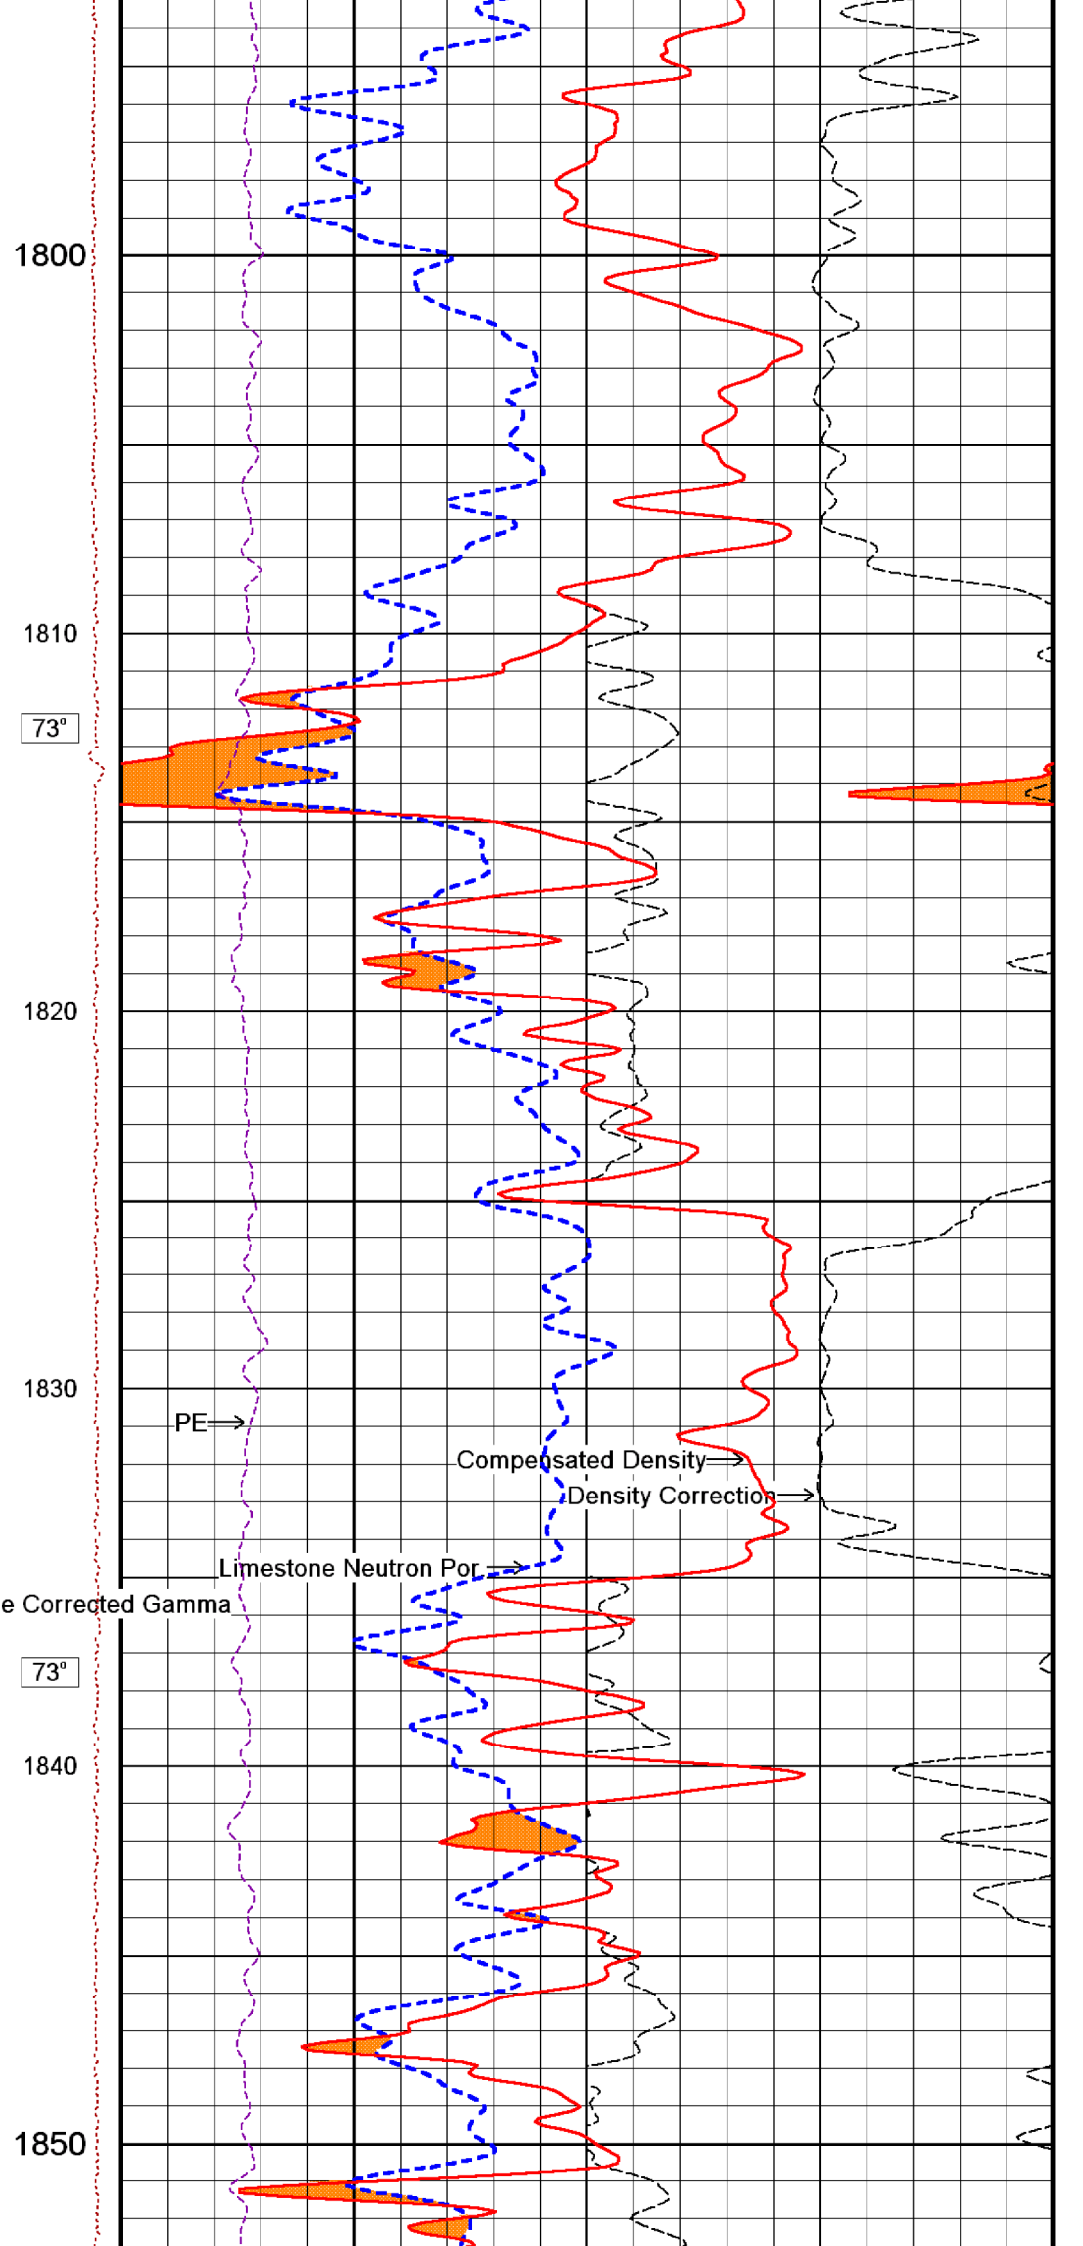 1800
1810
73°
1820
1830
PE
Compensated Density
Density Correction
Limestone Neutron Por
e Corrected Gamma
73°
1840
1850